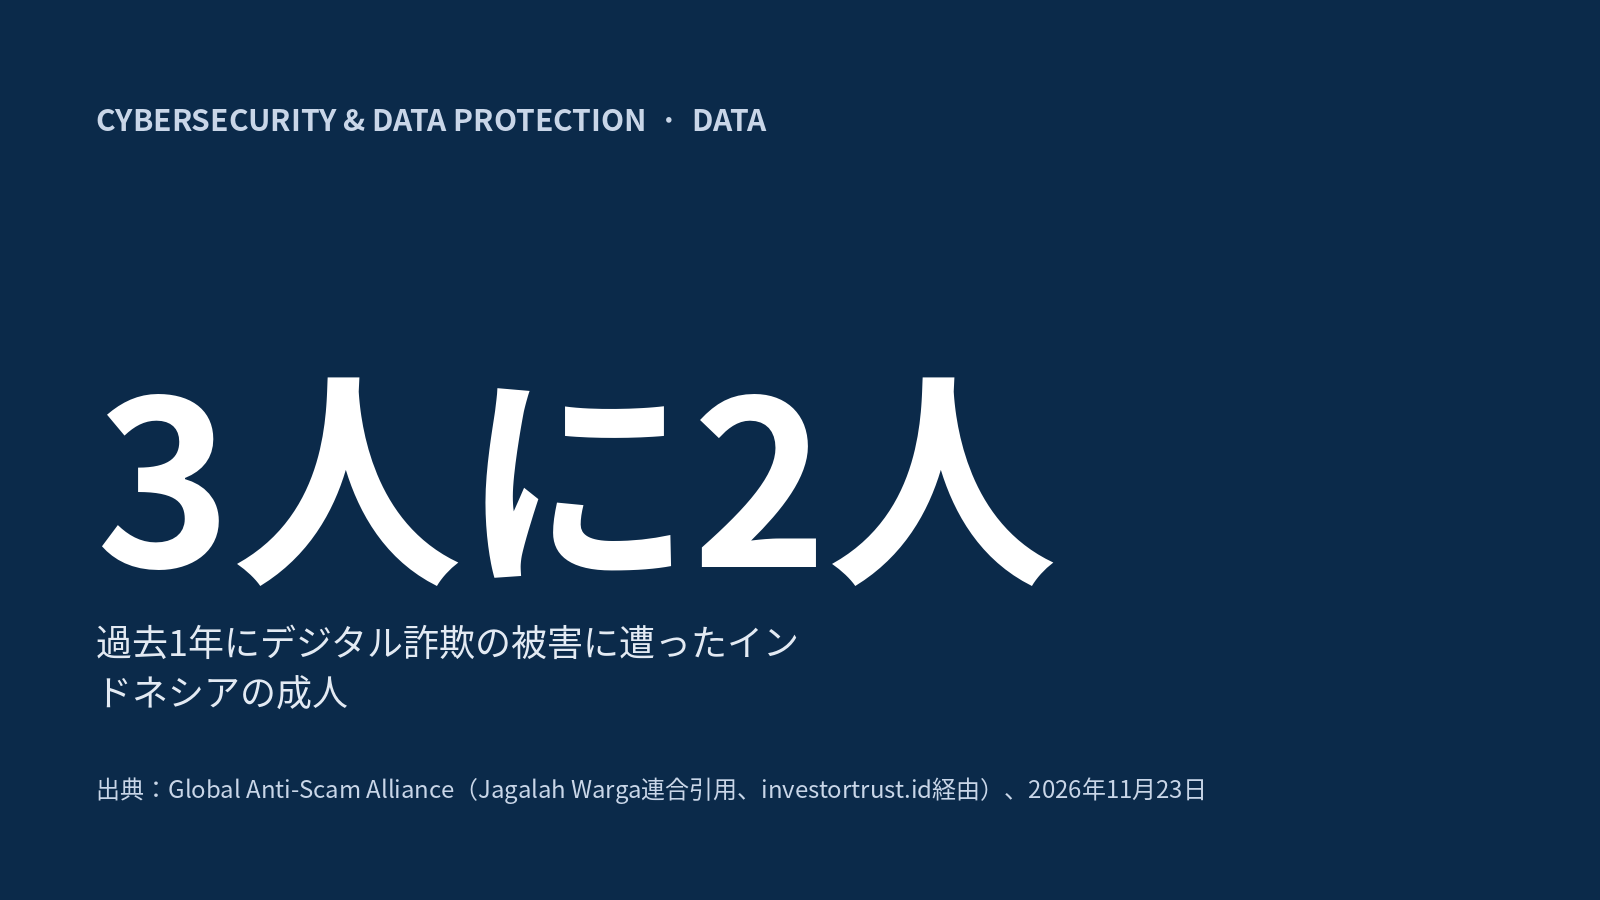 CYBERSECURITY & DATA PROTECTION · DATA
3人に2人
過去1年にデジタル詐欺の被害に遭ったイン
ドネシアの成人
出典：Global Anti-Scam Alliance（Jagalah Warga連合引用、investortrust.id経由）、2026年11月23日